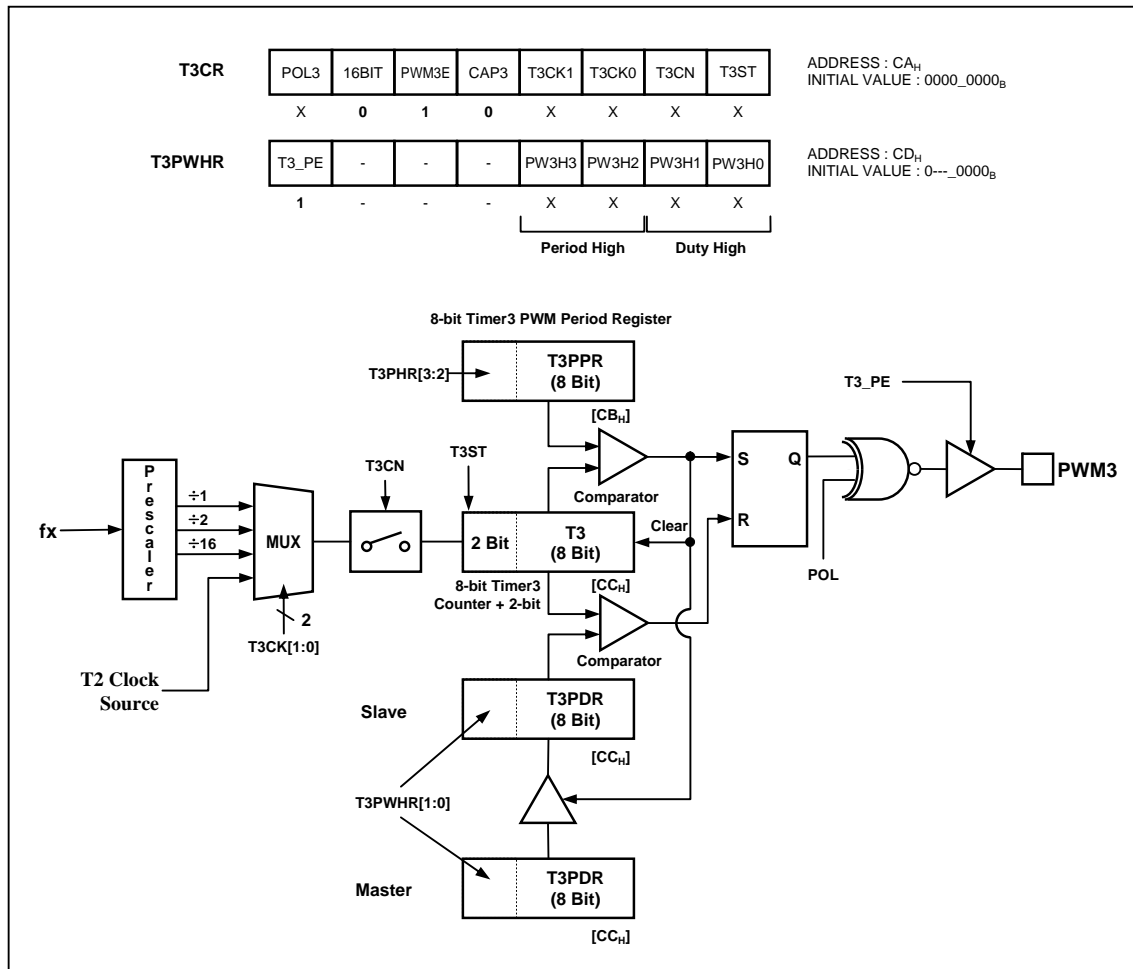 T3CR POL3 16BIT PWM3E CAP3 T3CK1 T3CK0 T3CN T3ST ADDRESS : CAH
INITIAL VALUE : 0000_0000B
X 0 1 0 X X X X
T3PWHR T3_PE - - - PW3H3 PW3H2 PW3H1 PW3H0 ADDRESS : CDH
INITIAL VALUE : 0---_0000B
1 - - - X X X X
Period High Duty High
8-bit Timer3 PWM Period Register
T3PHR[3:2]
T3PPR
(8 Bit)
[CBH]
T3_PE
Prescaler
fx
÷1
÷2
÷16
MUX
2
T3CK[1:0]
T2 Clock
Source
T3CN
T3ST
2 Bit
T3
(8 Bit)
Comparator
Clear
[CCH]
8-bit Timer3
Counter + 2-bit
Comparator
S
Q
R
POL
PWM3
Slave
T3PDR
(8 Bit)
[CCH]
T3PWHR[1:0]
Master
T3PDR
(8 Bit)
[CCH]